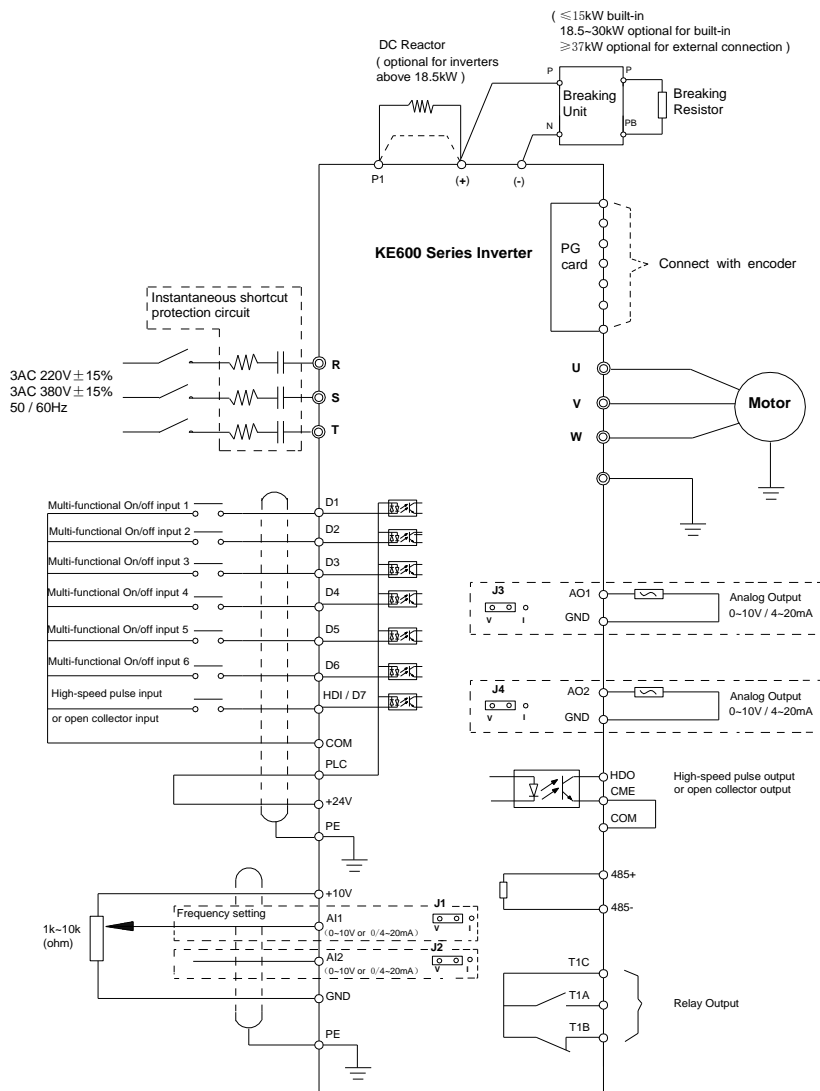 ( ≤15kW built-in
18.5~30kW optional for built-in
≥37kW optional for external connection )
DC Reactor
( optional for inverters
above 18.5kW )
P
P
Breaking
Unit
Breaking
Resistor
N
PB
P1
(+)
(-)
KE600 Series Inverter
PG
card
Connect with encoder
Instantaneous shortcut
protection circuit
3AC 220V±15%
3AC 380V±15%
50 / 60Hz
R
S
T
U
V
W
Motor
Multi-functional On/off input 1
D1
Multi-functional On/off input 2
D2
Multi-functional On/off input 3
D3
Multi-functional On/off input 4
D4
Multi-functional On/off input 5
D5
Multi-functional On/off input 6
D6
High-speed pulse input
or open collector input
HDI / D7
COM
PLC
+24V
PE
J3
V
I
AO1
GND
Analog Output
0~10V / 4~20mA
J4
V
I
AO2
GND
Analog Output
0~10V / 4~20mA
HDO
CME
COM
High-speed pulse output
or open collector output
+10V
1k~10k
(ohm)
Frequency setting
AI1
(0~10V or 0/4~20mA)
J1
V
I
AI2
(0~10V or 0/4~20mA)
J2
V
I
GND
PE
485+
485-
T1C
T1A
T1B
Relay Output